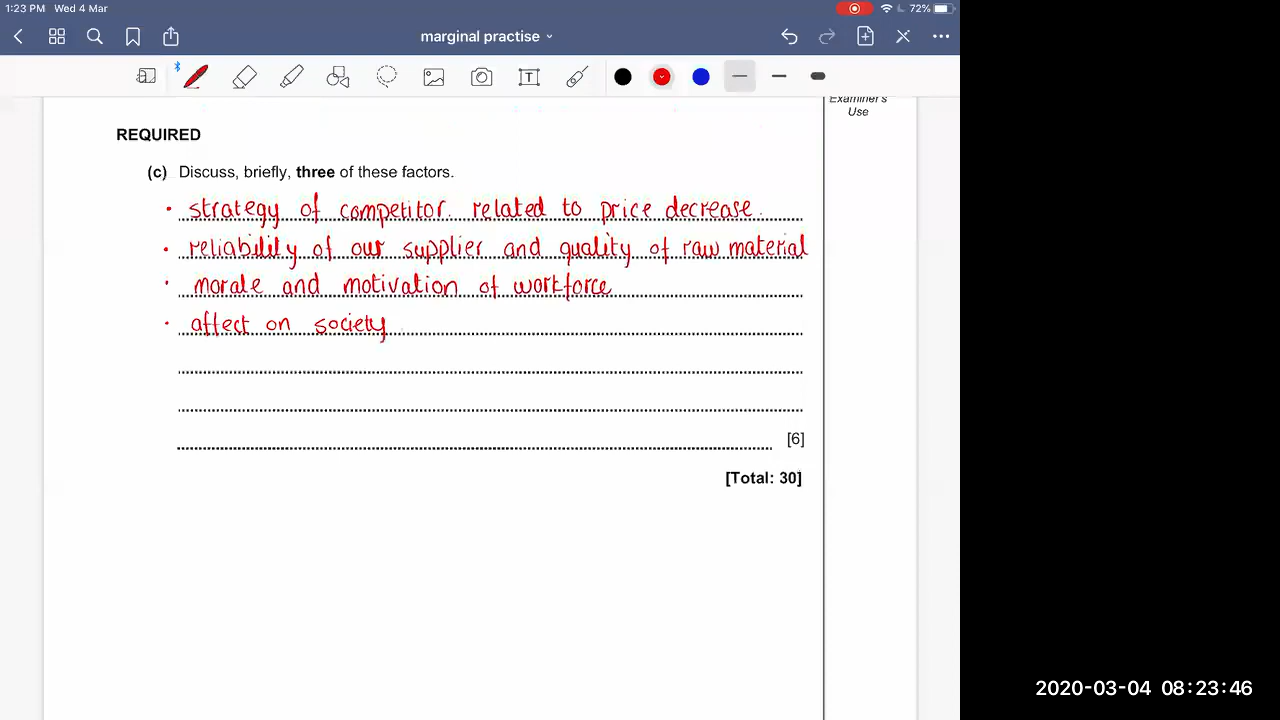 1:23 PM Wed 4 Mar
72%
marginal practise
T
Examiner's
Use
REQUIRED
(c) Discuss, briefly, three of these factors.
• strategy of competitor. related to price decrease.
• reliability of our supplier and quality of raw material
• morale and motivation of workforce
• affect on society
[6]
[Total: 30]
2020-03-04 08:23:46